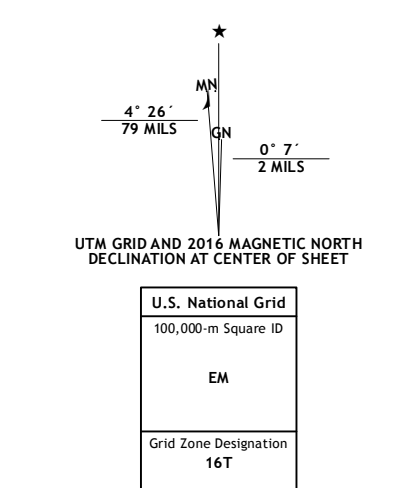 ★
MN
4° 26´
79 MILS
GN
0° 7´
2 MILS
UTM GRID AND 2016 MAGNETIC NORTH
DECLINATION AT CENTER OF SHEET
U.S. National Grid
100,000-m Square ID
EM
Grid Zone Designation
16T